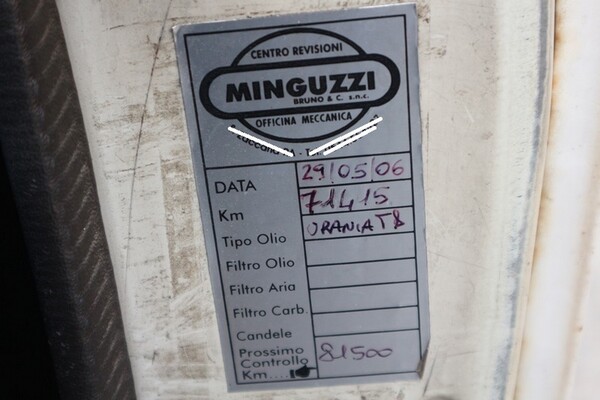 CENTRO REVISIONI
MINGUZZI
BRUNO & C. s.n.c.
OFFICINA MECCANICA
DATA 29/05/06
Km 71415
Tipo Olio URANIA
Filtro Olio
Filtro Aria
Filtro Carb.
Candele
Prossimo
Controllo 81500
Km....